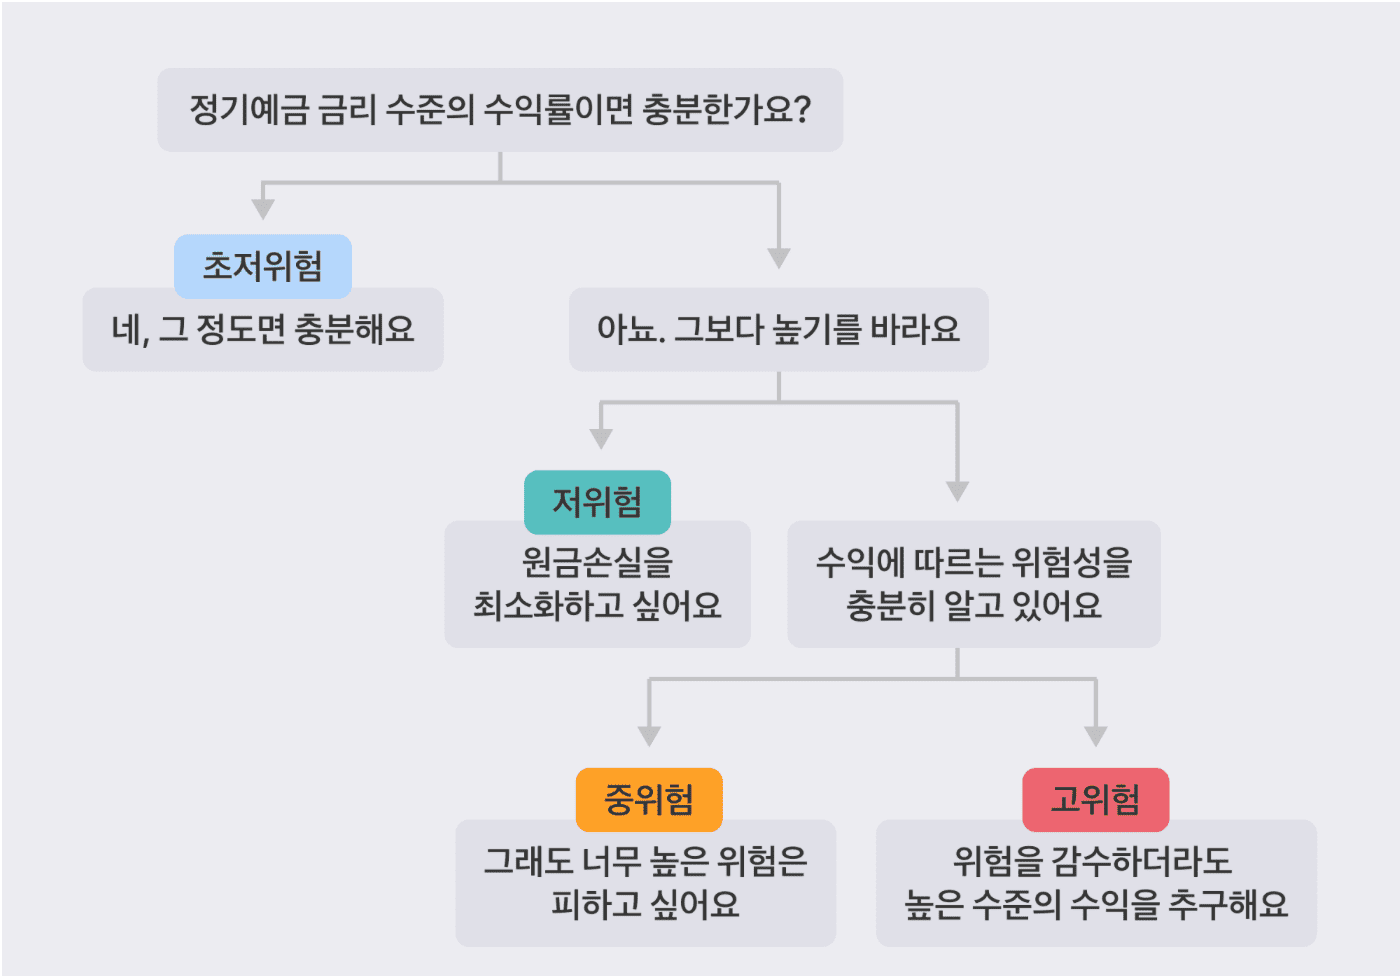 정기예금 금리 수준의 수익률이면 충분한가요?
초저위험
네, 그 정도면 충분해요
아뇨. 그보다 높기를 바라요
저위험
원금손실을
최소화하고 싶어요
수익에 따르는 위험성을
충분히 알고 있어요
중위험
그래도 너무 높은 위험은
피하고 싶어요
고위험
위험을 감수하더라도
높은 수준의 수익을 추구해요